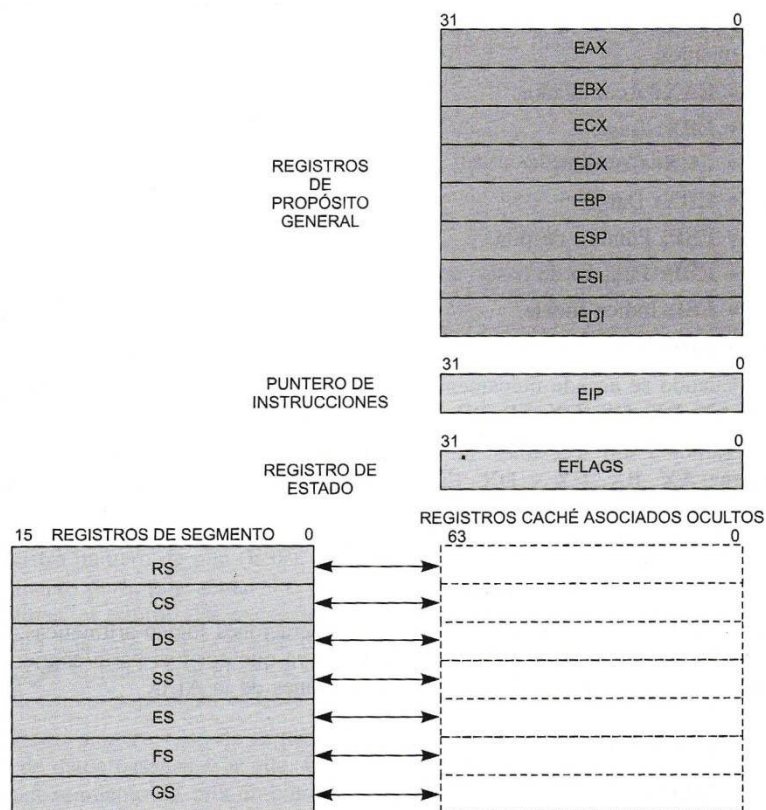 31 0
EAX
EBX
ECX
EDX
EBP
ESP
ESI
EDI
REGISTROS
DE
PROPÓSITO
GENERAL
31 0
PUNTERO DE
INSTRUCCIONES
EIP
31 0
REGISTRO DE
ESTADO
EFLAGS
15 REGISTROS DE SEGMENTO 0
RS
CS
DS
SS
ES
FS
GS
REGISTROS CACHÉ ASOCIADOS OCULTOS
63 0